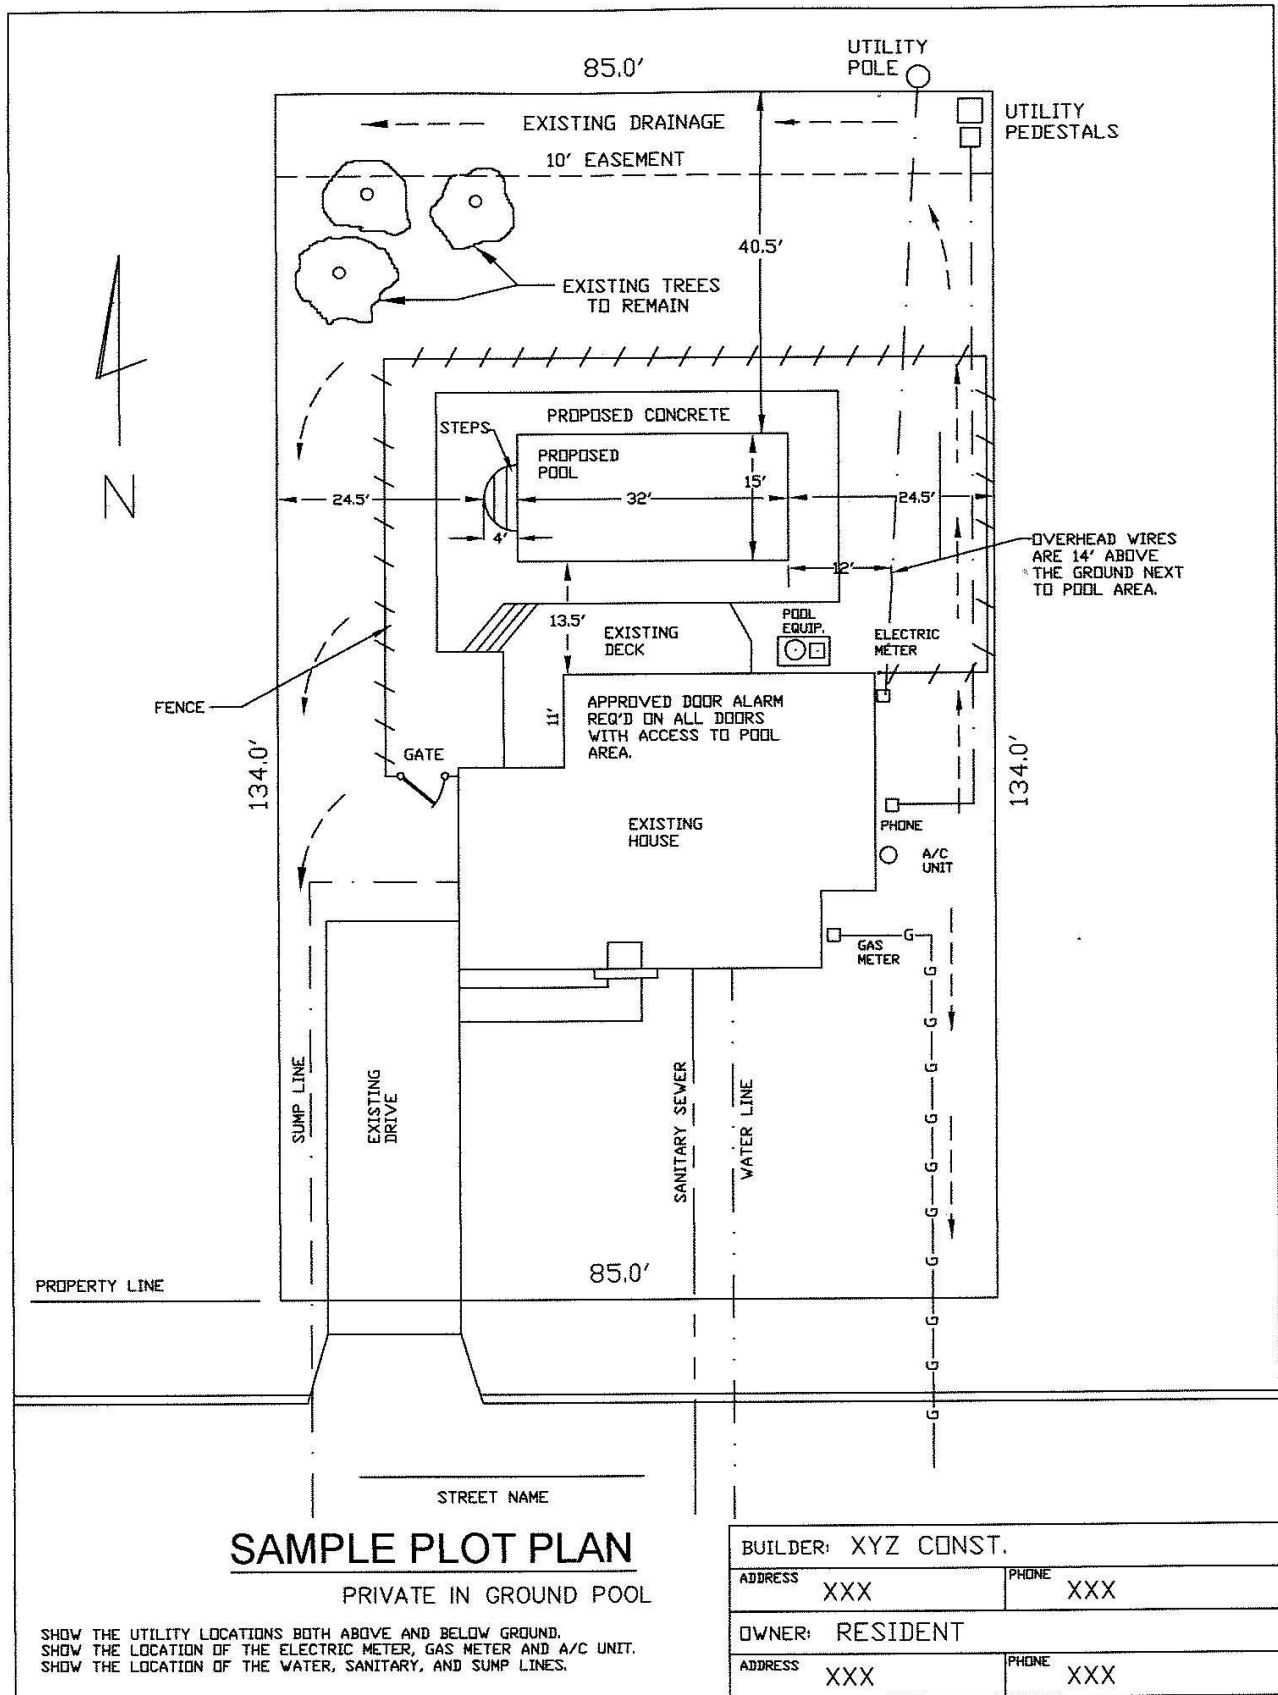 85.0'
UTILITY
POLE
UTILITY
PEDESTALS
EXISTING DRAINAGE
10' EASEMENT
40.5'
EXISTING TREES
TO REMAIN
N
PROPOSED CONCRETE
STEPS
PROPOSED
POOL
15'
24.5'
32'
24.5'
4'
12'
OVERHEAD WIRES
ARE 14' ABOVE
THE GROUND NEXT
TO POOL AREA.
13.5'
EXISTING
DECK
POOL
EQUIP.
ELECTRIC
METER
FENCE
11'
APPROVED DOOR ALARM
REQ'D ON ALL DOORS
WITH ACCESS TO POOL
AREA.
GATE
134.0'
134.0'
EXISTING
HOUSE
PHONE
A/C
UNIT
G
GAS
METER
G
G
G
G
G
G
G
G
G
G
G
SUMP LINE
EXISTING
DRIVE
SANITARY SEWER
WATER LINE
85.0'
PROPERTY LINE
STREET NAME
SAMPLE PLOT PLAN
PRIVATE IN GROUND POOL
SHOW THE UTILITY LOCATIONS BOTH ABOVE AND BELOW GROUND.
SHOW THE LOCATION OF THE ELECTRIC METER, GAS METER AND A/C UNIT.
SHOW THE LOCATION OF THE WATER, SANITARY, AND SUMP LINES.
BUILDER: XYZ CONST.
ADDRESS XXX PHONE XXX
OWNER: RESIDENT
ADDRESS XXX PHONE XXX